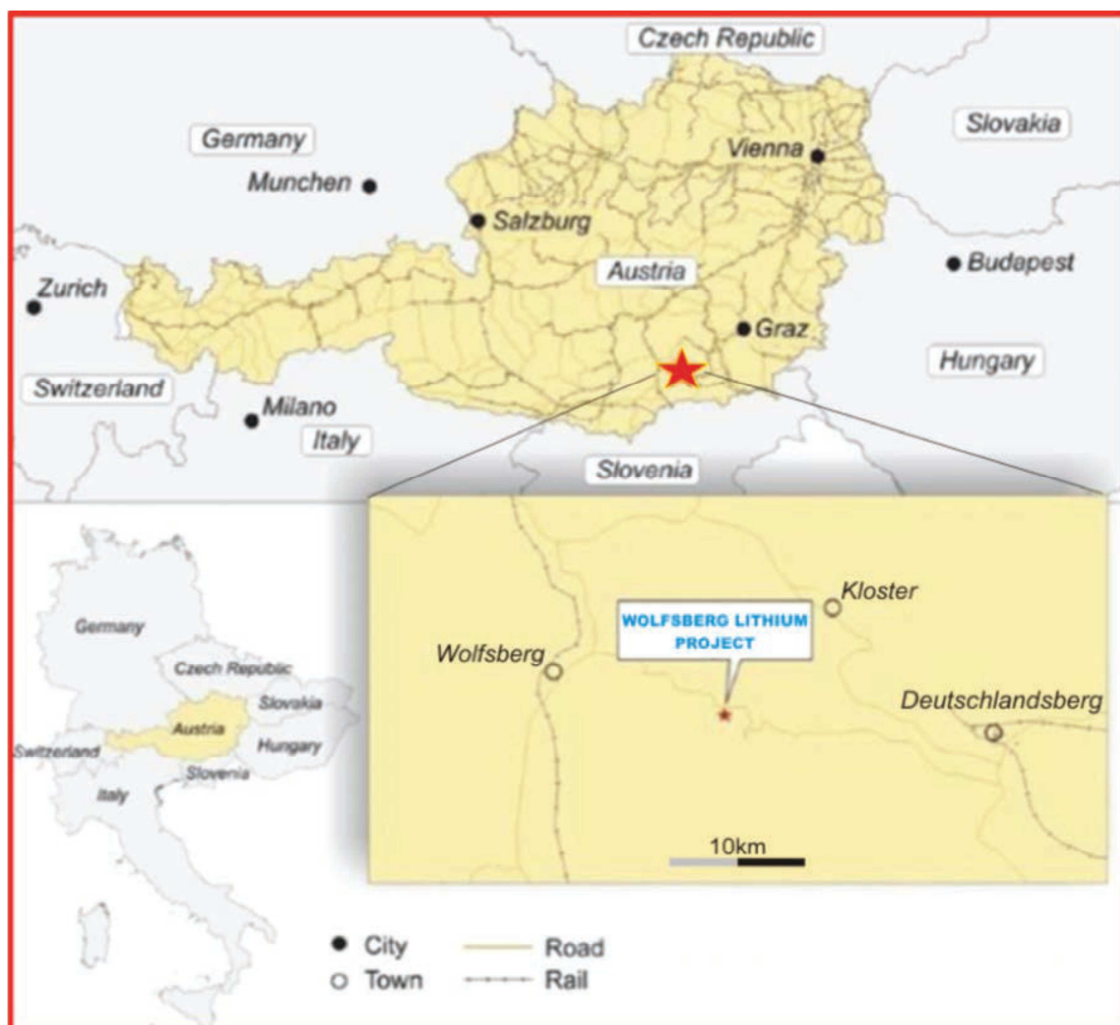 Czech Republic
Slovakia
Germany
Vienna
Munchen
Salzburg
Austria
Budapest
Zurich
Graz
Hungary
Switzerland
Milano
Italy
Slovenia
Kloster
WOLFSBERG LITHIUM
PROJECT
Wolfsberg
Deutschlandsberg
10km
Germany
Czech Republic
Slovakia
Austria
Switzerland
Hungary
Slovenia
Italy
City
Road
Town
Rail